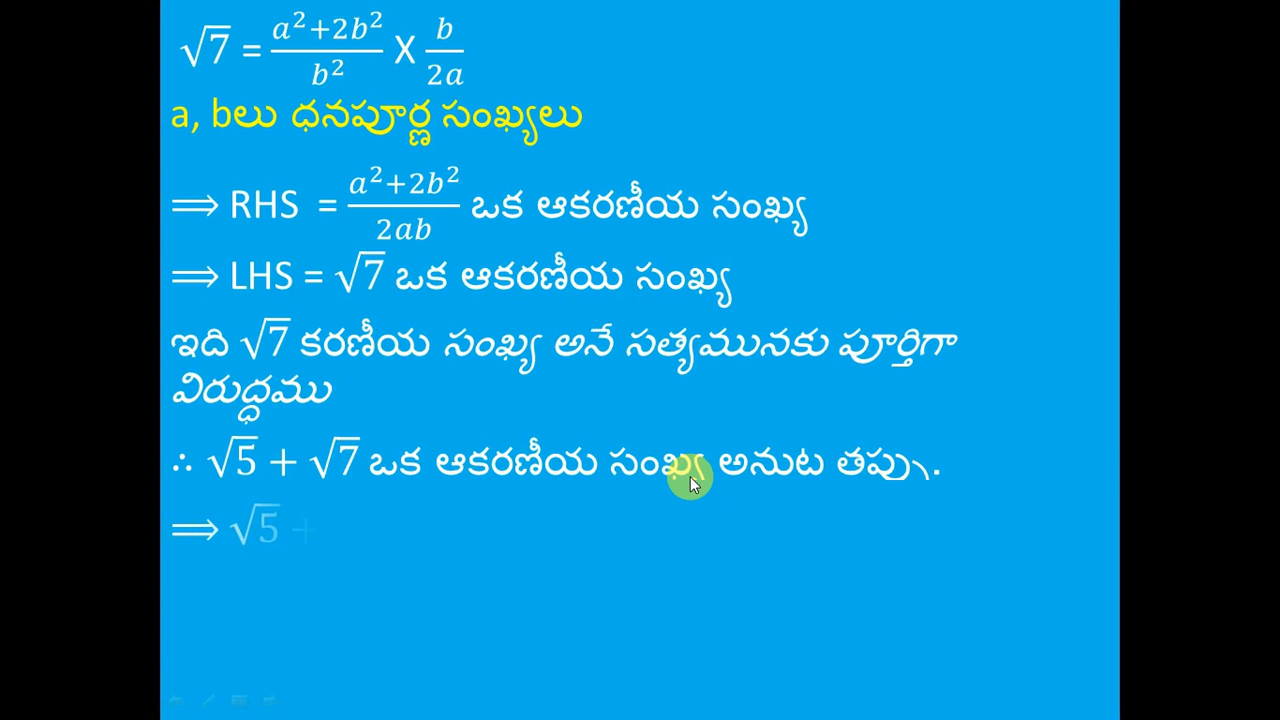 √7 = (a²+2b²)/b² X b/2a
a, bలు ధనపూర్ణ సంఖ్యలు
⟹ RHS = (a²+2b²)/2ab ఒక ఆకరణీయ సంఖ్య
⟹ LHS = √7 ఒక ఆకరణీయ సంఖ్య
ఇది √7 కరణీయ సంఖ్య అనే సత్యమునకు పూర్తిగా
విరుద్ధము
∴ √5 + √7 ఒక ఆకరణీయ సంఖ్య అనుట తప్పు.
⟹ √5 +